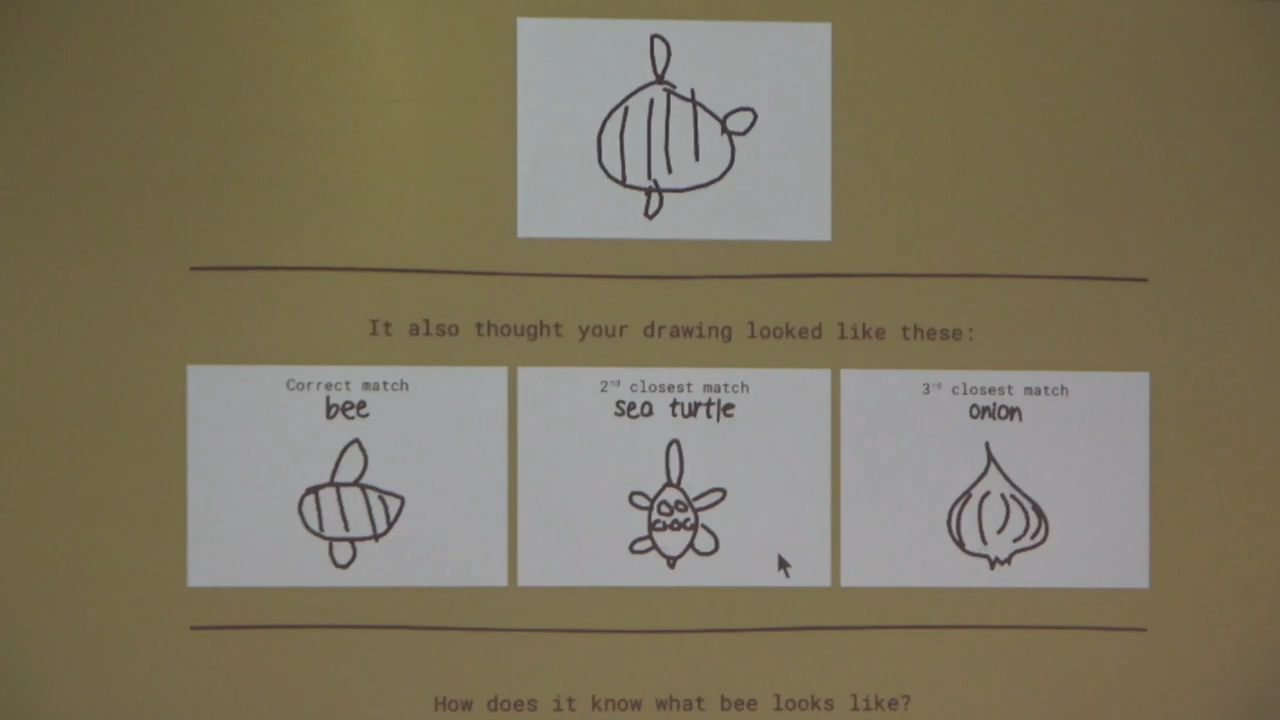 It also thought your drawing looked like these:
Correct match
bee
2nd closest match
sea turtle
3rd closest match
onion
How does it know what bee looks like?